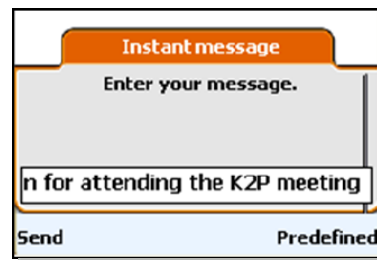 Instant message
Enter your message.
n for attending the K2P meeting
Send Predefined